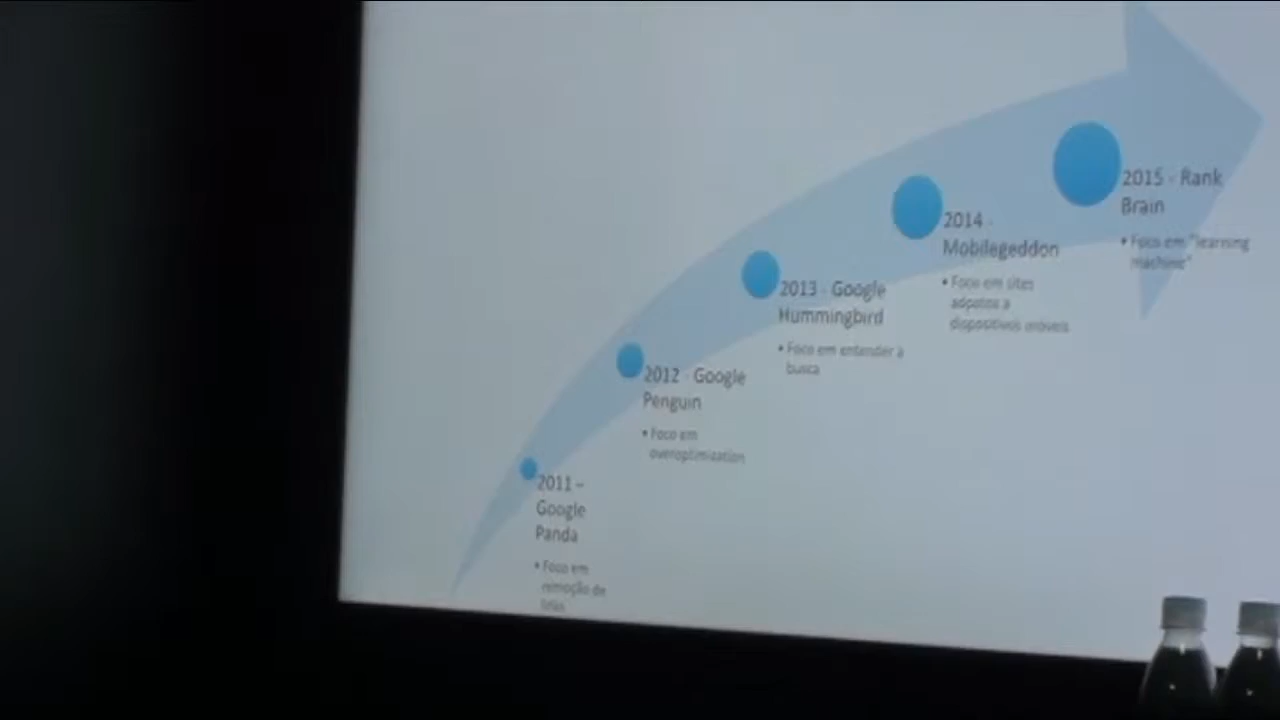 2011 –
Google
Panda
• Foco em
remoção de
2012 - Google
Penguin
• Foco em
overoptimization
2013 - Google
Hummingbird
• Foco em entender a
busca
2014 -
Mobilegeddon
• Foco em sites
dispositivos móveis
2015 - Rank
Brain
• Foco em "learning
machine"